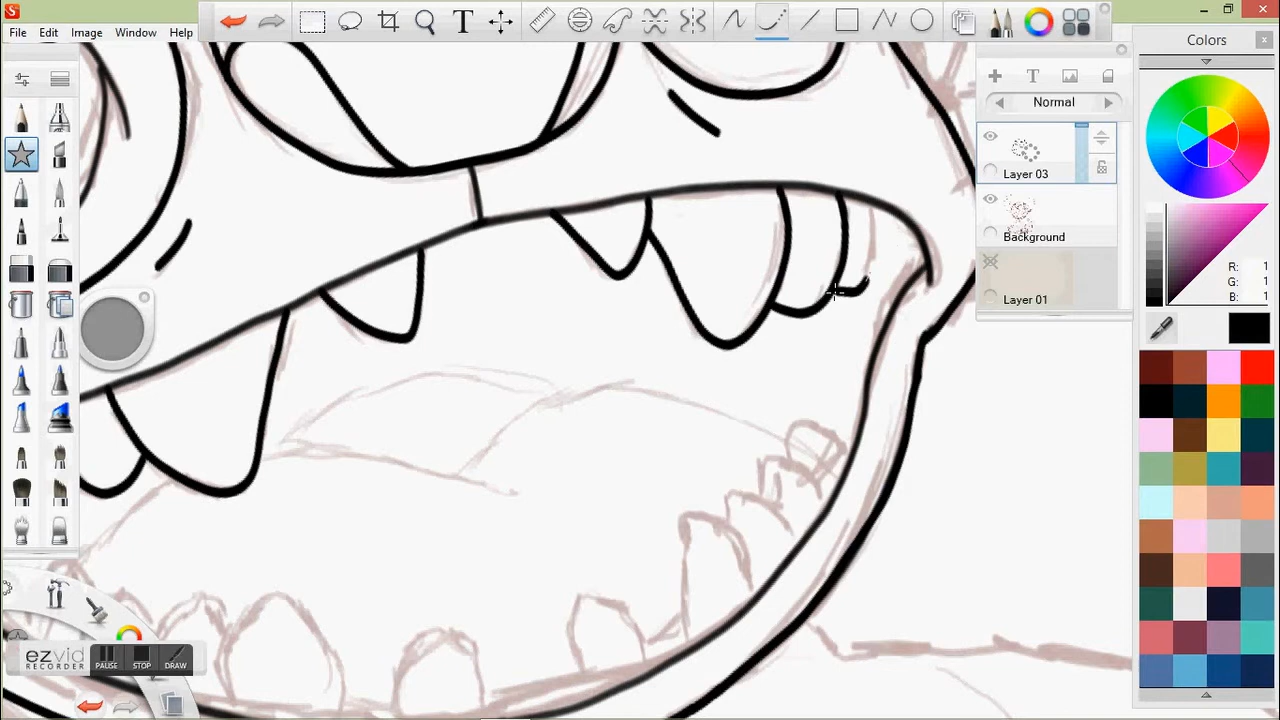 File Edit Image Window Help
T
Colors
T
Normal
Layer 03
Background
Layer 01
R: 1
G: 1
B: 1
ezvid
RECORDER
PAUSE STOP DRAW